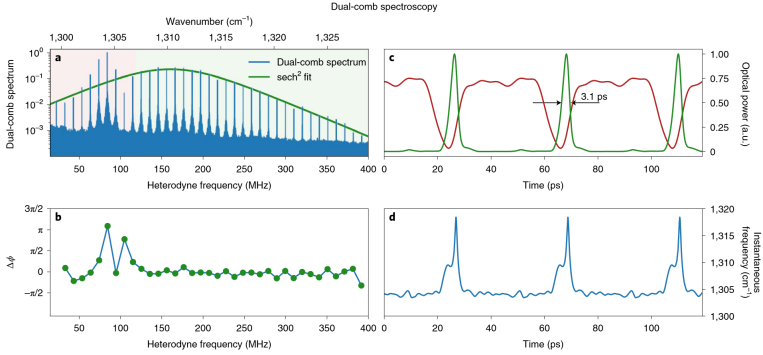 Dual-comb spectroscopy
Wavenumber (cm⁻¹)
1,300 1,305 1,310 1,315 1,320 1,325
a
Dual-comb spectrum
sech² fit
Dual-comb spectrum
10⁰
10⁻¹
10⁻²
10⁻³
50 100 150 200 250 300 350 400
Heterodyne frequency (MHz)
c
3.1 ps
1.00
0.75
0.50
0.25
0
Optical power (a.u.)
0 20 40 60 80 100
Time (ps)
b
Δϕ
3π/2
π
π/2
0
−π/2
50 100 150 200 250 300 350 400
Heterodyne frequency (MHz)
d
1,320
1,315
1,310
1,305
1,300
Instantaneous
frequency (cm⁻¹)
0 20 40 60 80 100
Time (ps)